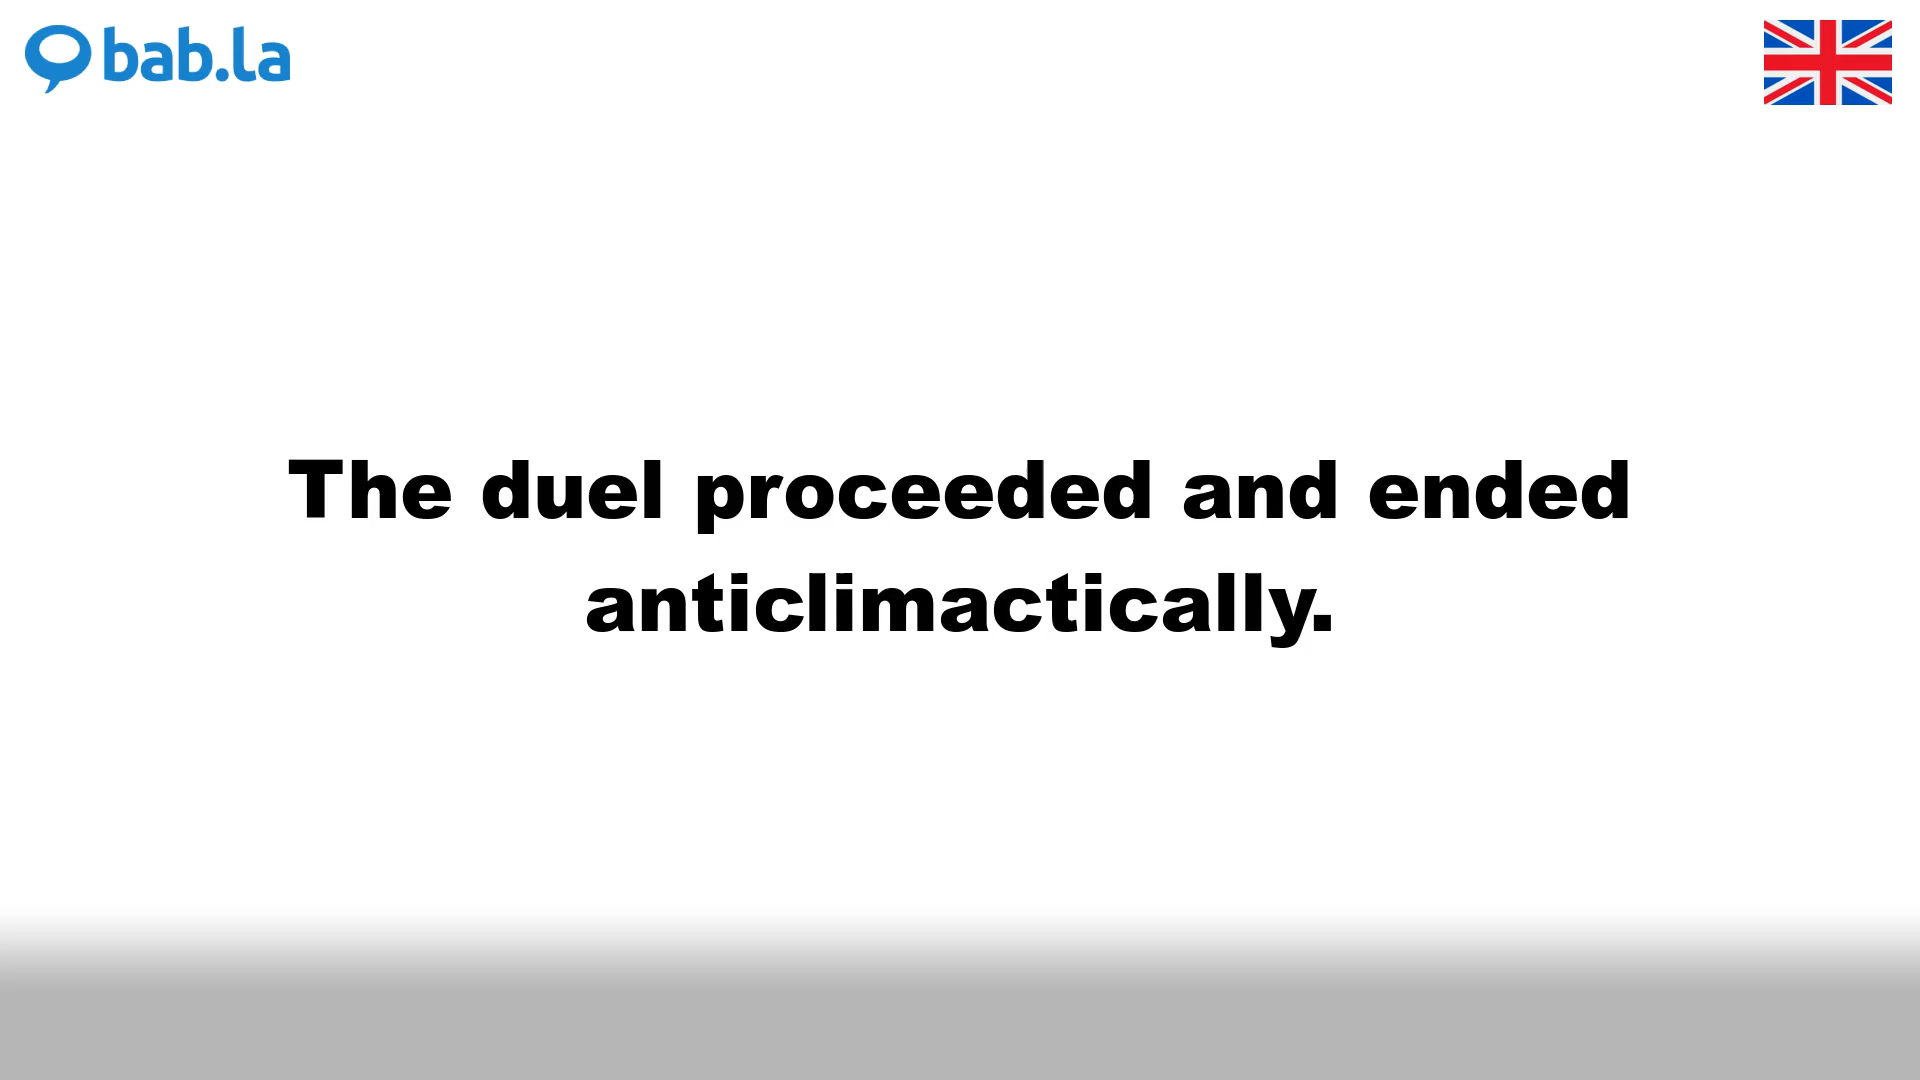 bab.la
The duel proceeded and ended
anticlimactically.